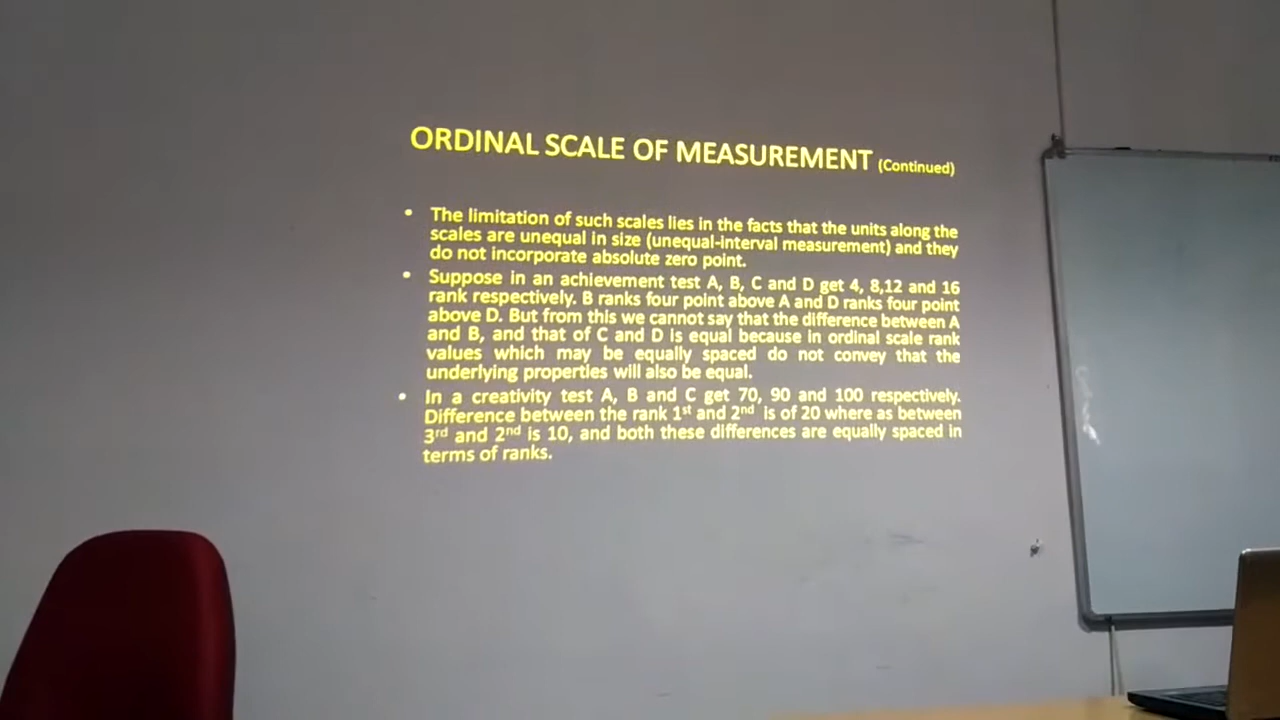 ORDINAL SCALE OF MEASUREMENT (Continued)
• The limitation of such scales lies in the facts that the units along the
scales are unequal in size (unequal-interval measurement) and they
do not incorporate absolute zero point.
• Suppose in an achievement test A, B, C and D get 4, 8,12 and 16
rank respectively. B ranks four point above A and D ranks four point
above D. But from this we cannot say that the difference between A
and B, and that of C and D is equal because in ordinal scale rank
values which may be equally spaced do not convey that the
underlying properties will also be equal.
• In a creativity test A, B and C get 70, 90 and 100 respectively.
Difference between the rank 1st and 2nd is of 20 where as between
3rd and 2nd is 10, and both these differences are equally spaced in
terms of ranks.